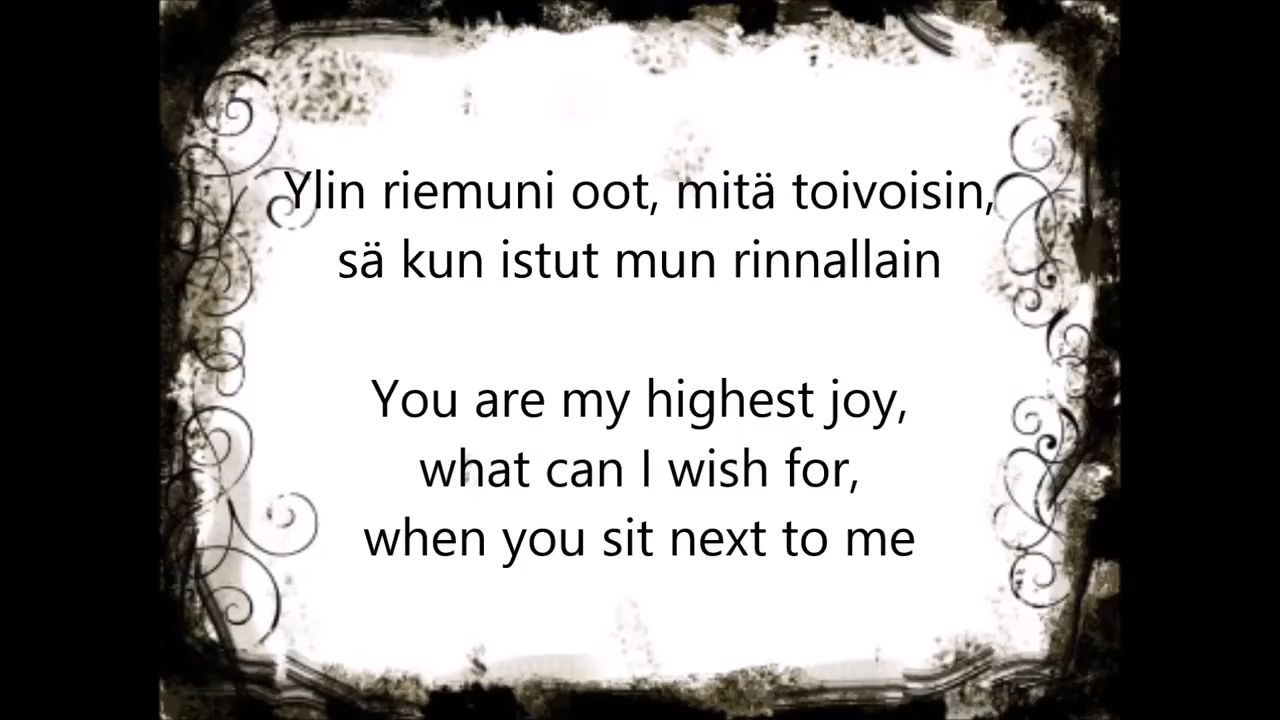 Ylin riemuni oot, mitä toivoisin,
sä kun istut mun rinnallain
You are my highest joy,
what can I wish for,
when you sit next to me